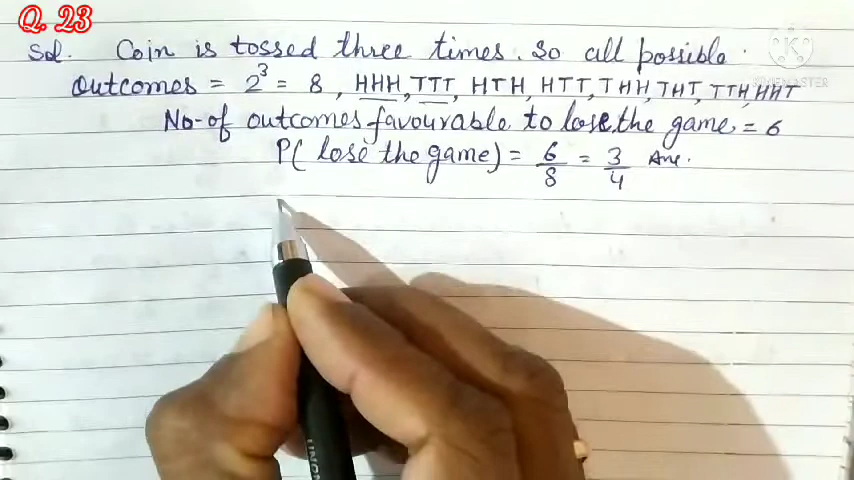 Q. 23
Sol. Coin is tossed three times. So all possible
Outcomes = 2³ = 8, HHH, TTT, HTH, HTT, THH, THT, TTH, HHT
No-of outcomes favourable to lose the game = 6
P( lose the game) = 6/8 = 3/4 Ans.
K
KINEMASTER